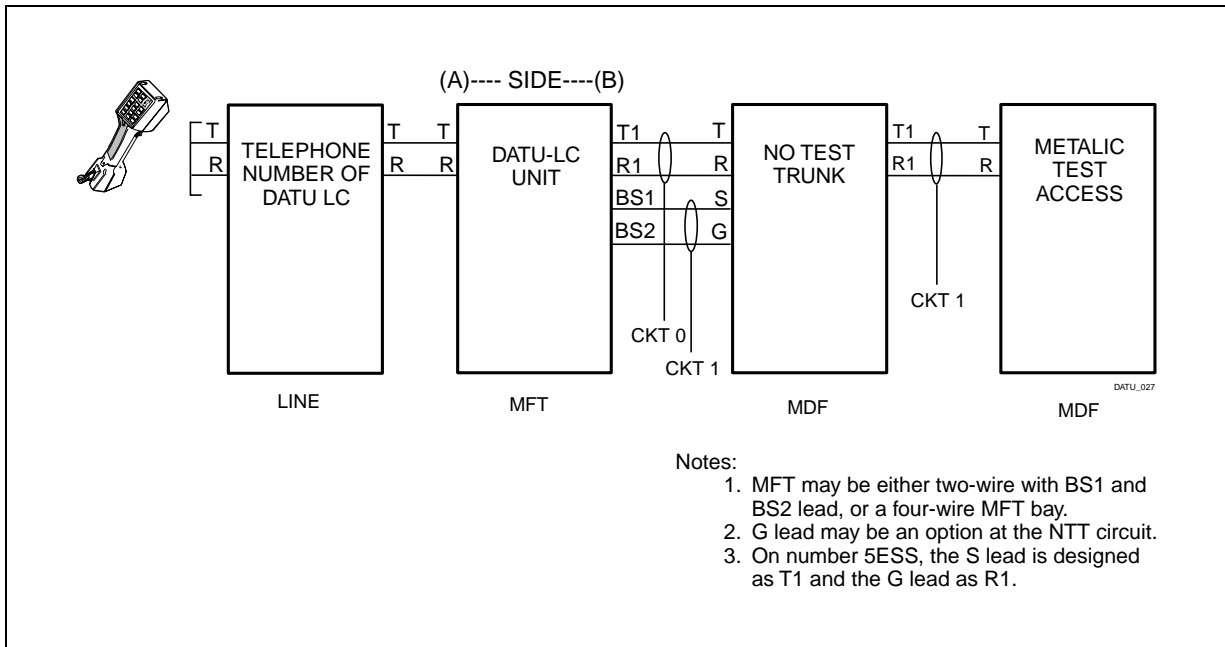 (A)---- SIDE----(B)
T T T T1 T T1 T
R R R R1 R R1 R
BS1 S
BS2 G
TELEPHONE
NUMBER OF
DATU LC
DATU-LC
UNIT
NO TEST
TRUNK
METALIC
TEST
ACCESS
CKT 0
CKT 1
CKT 1
DATU_027
LINE
MFT
MDF
MDF
Notes:
1. MFT may be either two-wire with BS1 and
BS2 lead, or a four-wire MFT bay.
2. G lead may be an option at the NTT circuit.
3. On number 5ESS, the S lead is designed
as T1 and the G lead as R1.